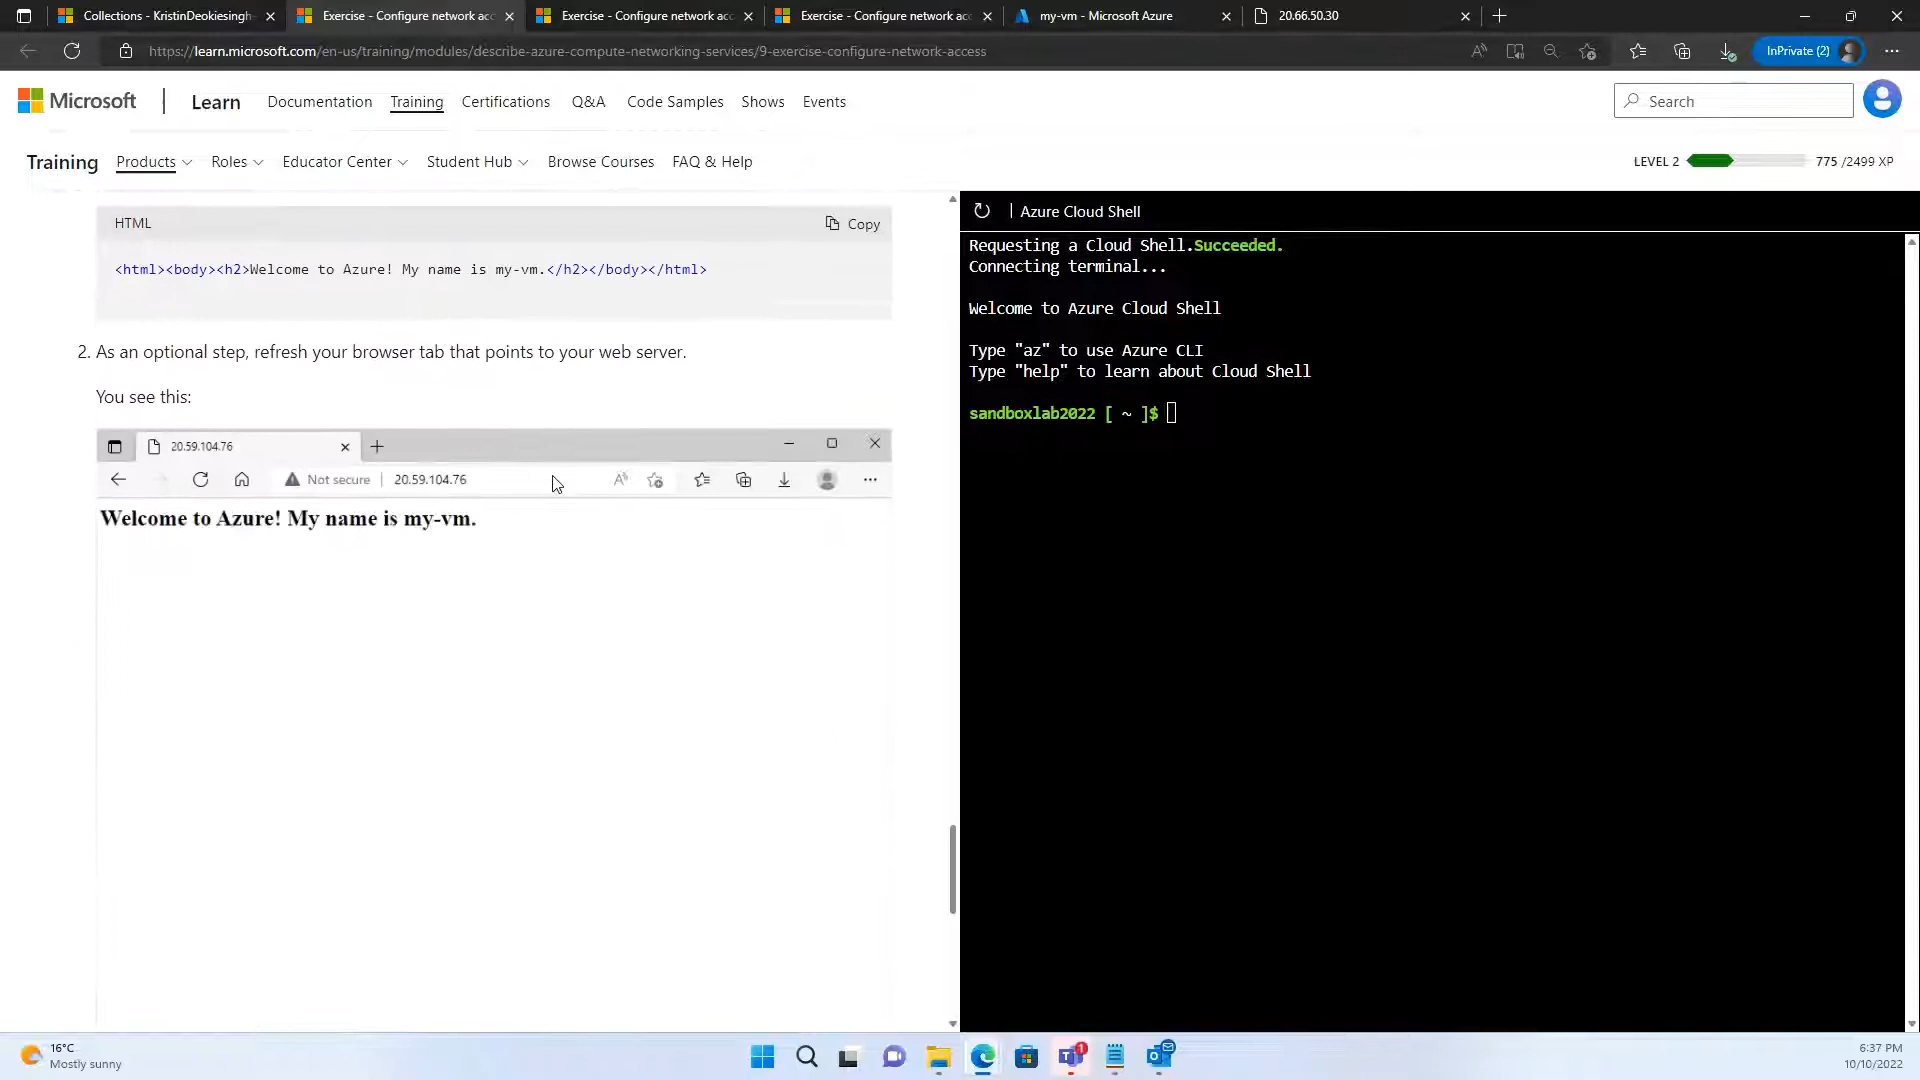 Collections - KristinDeokiesingh-
Exercise - Configure network acc
Exercise - Configure network acc
Exercise - Configure network acc
my-vm - Microsoft Azure
20.66.50.30
https://learn.microsoft.com/en-us/training/modules/describe-azure-compute-networking-services/9-exercise-configure-network-access
InPrivate (2)
Microsoft
Learn
Documentation
Training
Certifications
Q&A
Code Samples
Shows
Events
Search
Training
Products
Roles
Educator Center
Student Hub
Browse Courses
FAQ & Help
LEVEL 2
775 /2499 XP
HTML
Copy
<html><body><h2>Welcome to Azure! My name is my-vm.</h2></body></html>
2. As an optional step, refresh your browser tab that points to your web server.
You see this:
20.59.104.76
Not secure
20.59.104.76
Welcome to Azure! My name is my-vm.
Azure Cloud Shell
Requesting a Cloud Shell.Succeeded.
Connecting terminal...
Welcome to Azure Cloud Shell
Type "az" to use Azure CLI
Type "help" to learn about Cloud Shell
sandboxlab2022 [ ~ ]$
16°C
Mostly sunny
1
6:37 PM
10/10/2022